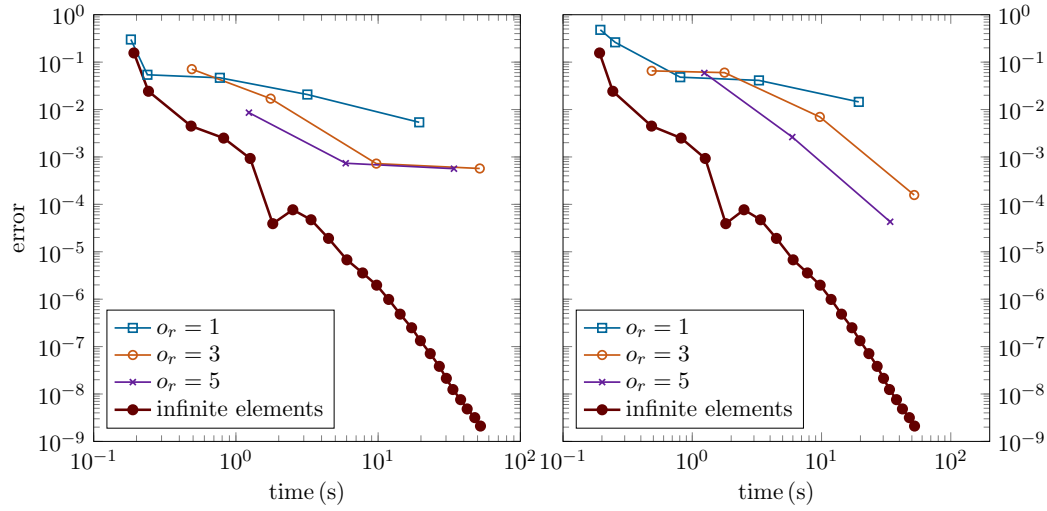 10^0
10^-1
10^-2
10^-3
10^-4
10^-5
10^-6
10^-7
10^-8
10^-9
error
10^-1
10^0
10^1
10^2
time (s)
o_r = 1
o_r = 3
o_r = 5
infinite elements
10^0
10^-1
10^-2
10^-3
10^-4
10^-5
10^-6
10^-7
10^-8
10^-9
10^-1
10^0
10^1
10^2
time (s)
o_r = 1
o_r = 3
o_r = 5
infinite elements